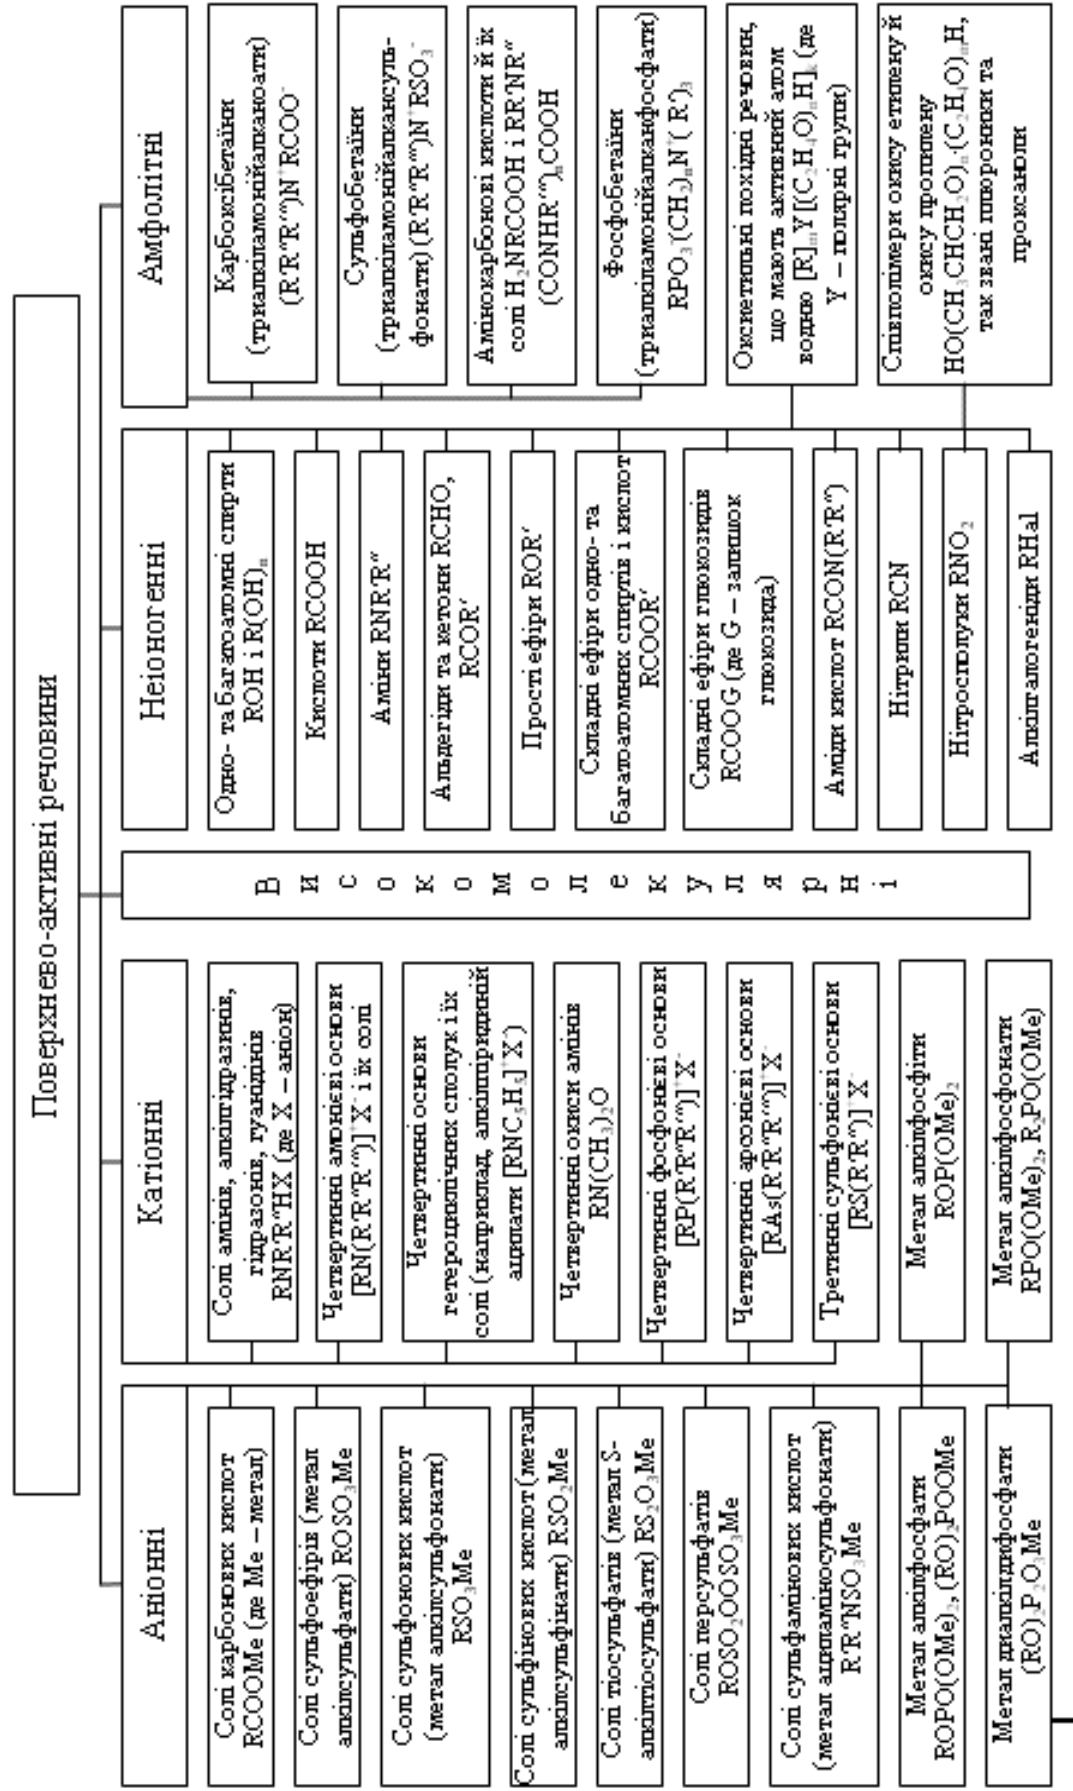 Поверхнево-активні речовини
Аніонні
Солі карбонових кислот
RCOOMe (де Me – метал)
Солі сульфоефірів (метал
алкілсульфати) ROSO₃Me
Солі сульфонових кислот
(метал алкілсульфонати)
RSO₃Me
Солі сульфінових кислот (метал
алкілсульфінати) RSO₂Me
Солі тіосульфатів (метал S-
алкілтіосульфати) RS₂O₃Me
Солі персульфатів
ROSO₂OOSO₃Me
Солі сульфамінових кислот
(метал ациламіносульфонати)
R′R″NSO₃Me
Метал алкілфосфати
ROPO(OMe)₂, (RO)₂POOMe
Метал диалкілдифосфати
(RO)₂P₂O₃Me
Катіонні
Солі амінів, алкілгідразинів,
гідразонів, гуанідінів
RNR′R″HX (де X – аніон)
Четвертинні амонієві основи
[RN(R′R″R‴)]⁺X⁻ і їх солі
Четвертинні основи
гетероциклічних сполук і їх
солі (наприклад, алкілпіридиній
ацилати [RNC₅H₅]⁺X⁻)
Четвертинні окиси амінів
RN(CH₃)₂O
Четвертинні фосфонієві основи
[RP(R′R″R‴)]⁺X⁻
Четвертинні арсонієві основи
[RAs(R′R″R‴)]⁺X⁻
Третинні сульфонієві основи
[RS(R′R″)]⁺X⁻
Метал алкілфосфіти
ROP(OMe)₂
Метал алкілфосфонати
RPO(OMe)₂, R₂PO(OMe)
Високомолекулярні
Неіоногенні
Одно- та багатоатомні спирти
ROH і R(OH)ₙ
Кислоти RCOOH
Аміни RNR′R″
Альдегіди та кетони RCHO,
RCOR′
Прості ефіри ROR′
Складні ефіри одно- та
багатоатомних спиртів і кислот
RCOOR′
Складні ефіри глюкозидів
RCOOG (де G – залишок
глюкозида)
Аміди кислот RCON(R′R″)
Нітрили RCN
Нітросполуки RNO₂
Алкілгалогеніди RHal
Амфолітні
Карбоксібетаїни
(триалкіламонійалканоати)
(R′R″R‴)N⁺RCOO⁻
Сульфобетаїни
(триалкіламонійалкансуль-
фонати) (R′R″R‴)N⁺RSO₃⁻
Амінокарбонові кислоти й їх
солі H₂NRCOOH і RR′NR″
(CONHR‴)ₙCOOH
Фосфобетаїни
(триалкіламонійалканфосфати)
RPO₃⁻(CH₂)ₙN⁺(R′)₃
Оксиетильні похідні речовин,
що мають активний атом
водню [R]ₘY[(C₂H₄O)ₙH]ₖ (де
Y – полярні групи)
Співполімери окису етилену й
окису пропилену
HO(CH₃CHCH₂O)ₙ·(C₂H₄O)ₘH,
так звані плюроники та
проксаноли